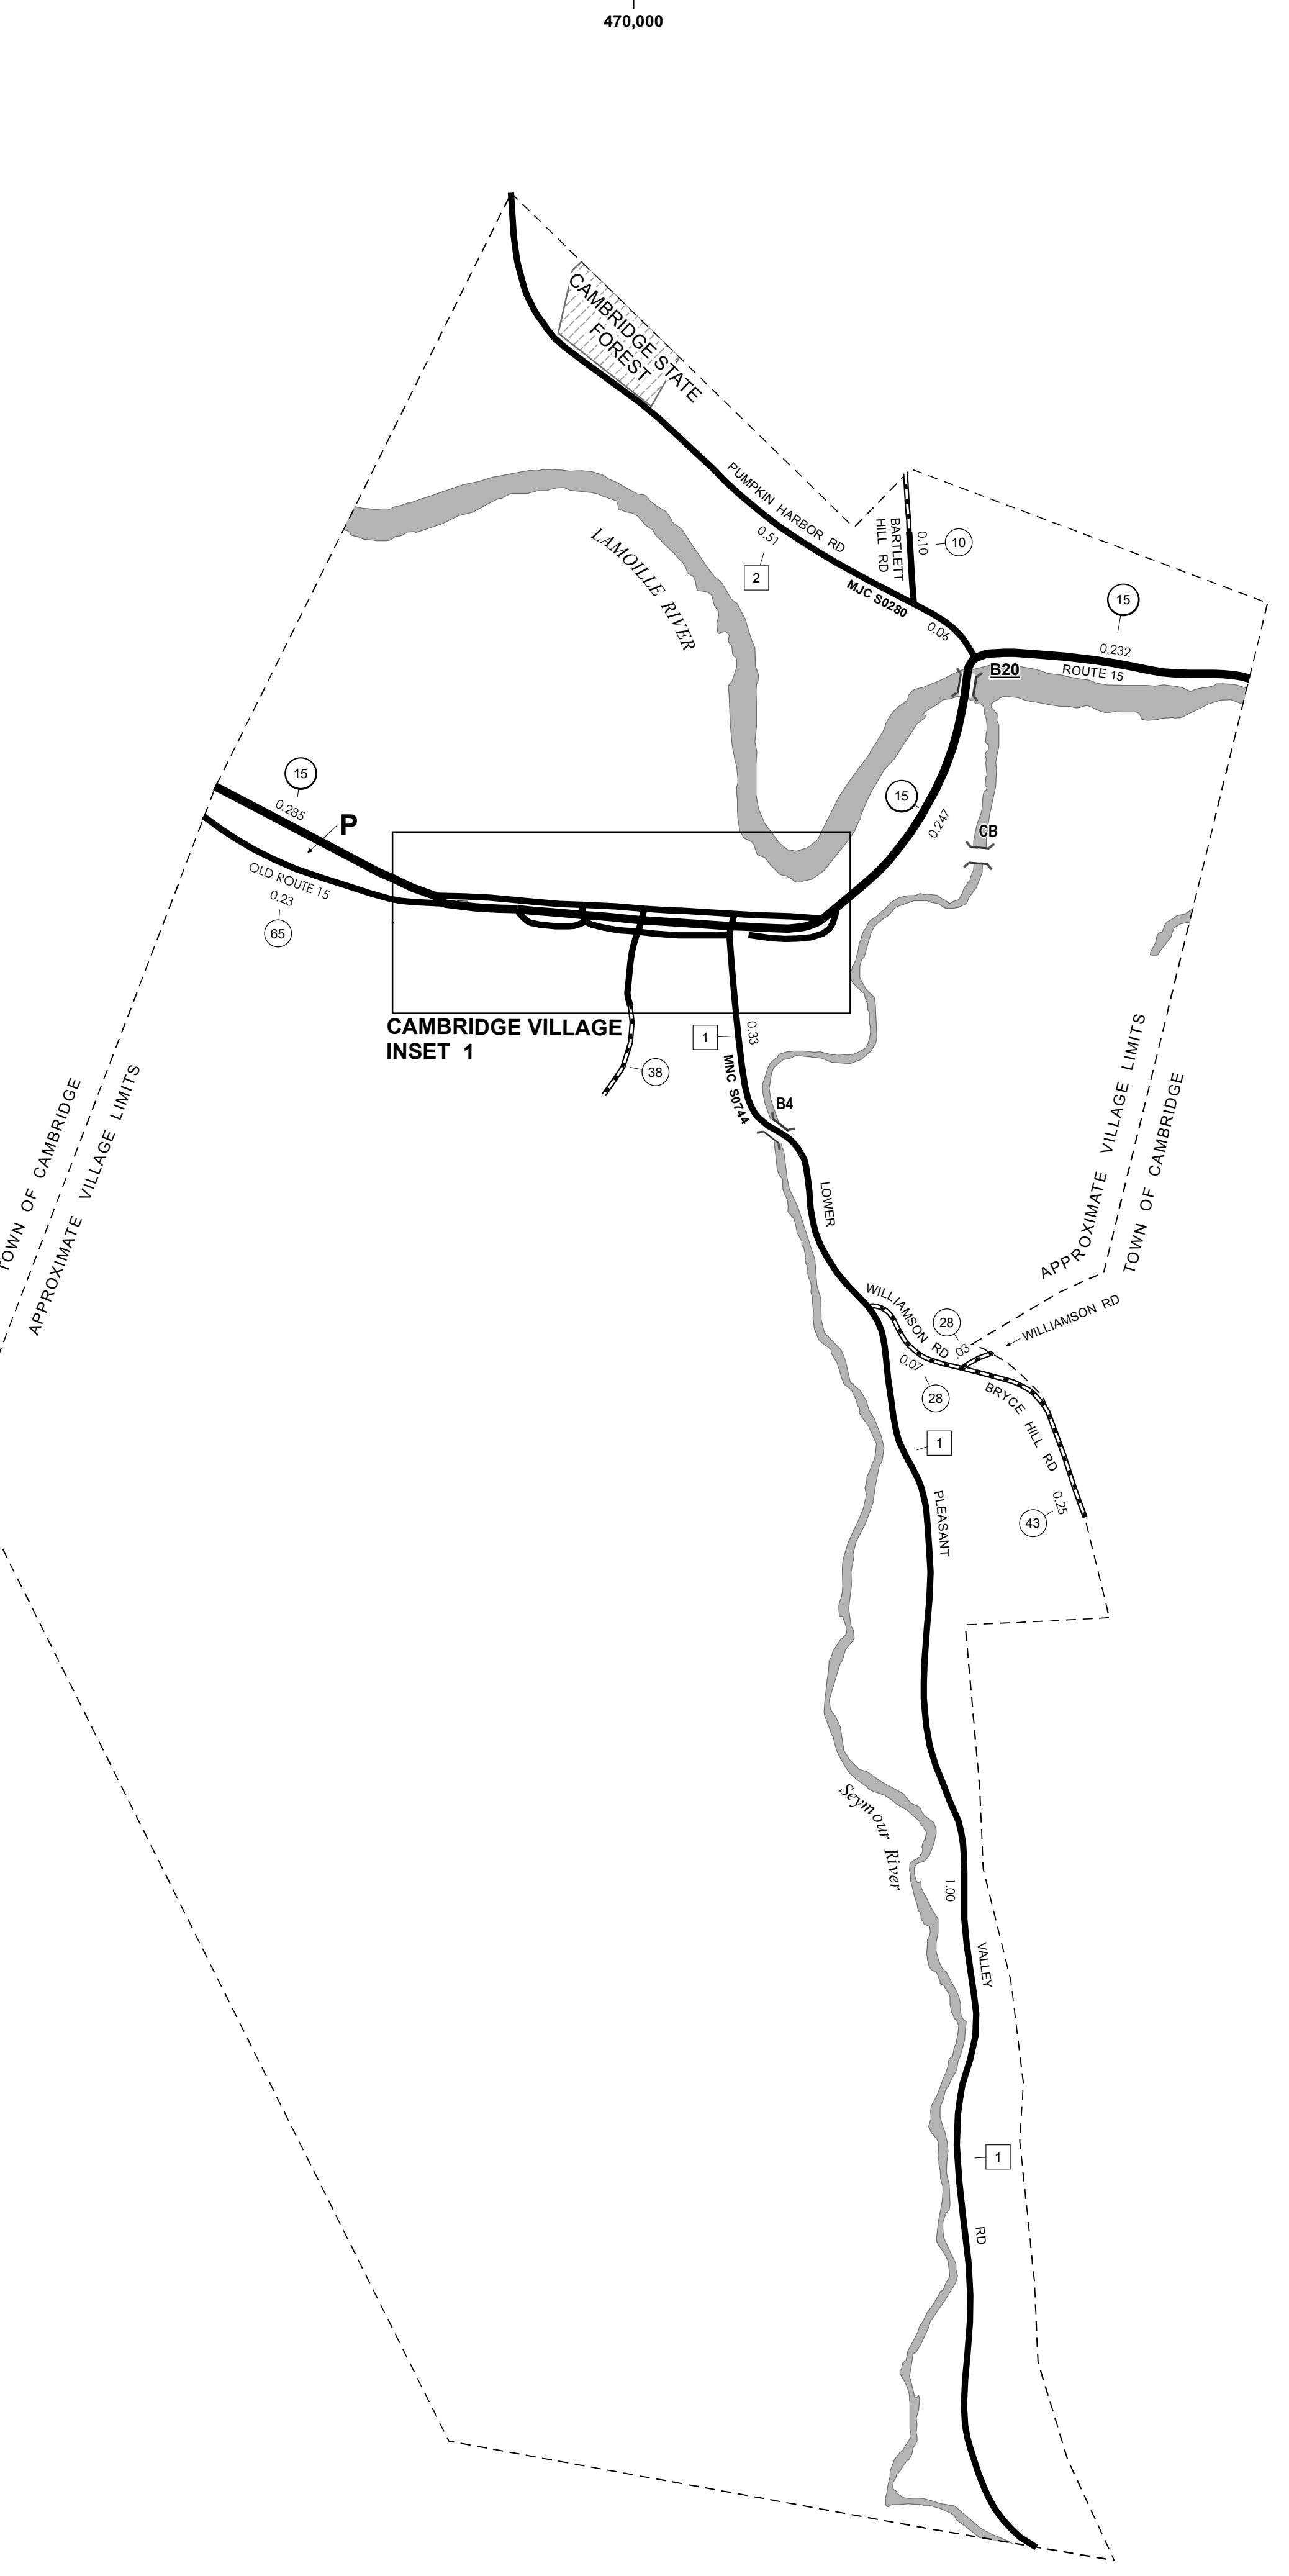 470,000
CAMBRIDGE STATE
FOREST
PUMPKIN HARBOR RD
0.51
2
LAMOILLE RIVER
BARTLETT
HILL RD
0.10
10
MJC S0280
0.06
15
0.232
ROUTE 15
B20
15
0.285
P
15
0.247
CB
OLD ROUTE 15
0.23
65
CAMBRIDGE VILLAGE
INSET 1
1
0.33
38
MNC S0744
B4
TOWN OF CAMBRIDGE
APPROXIMATE VILLAGE LIMITS
APPROXIMATE VILLAGE LIMITS
TOWN OF CAMBRIDGE
LOWER
WILLIAMSON RD
28
.03
WILLIAMSON RD
0.07
28
BRYCE HILL RD
1
0.25
43
PLEASANT
Seymour River
1.00
VALLEY
1
RD